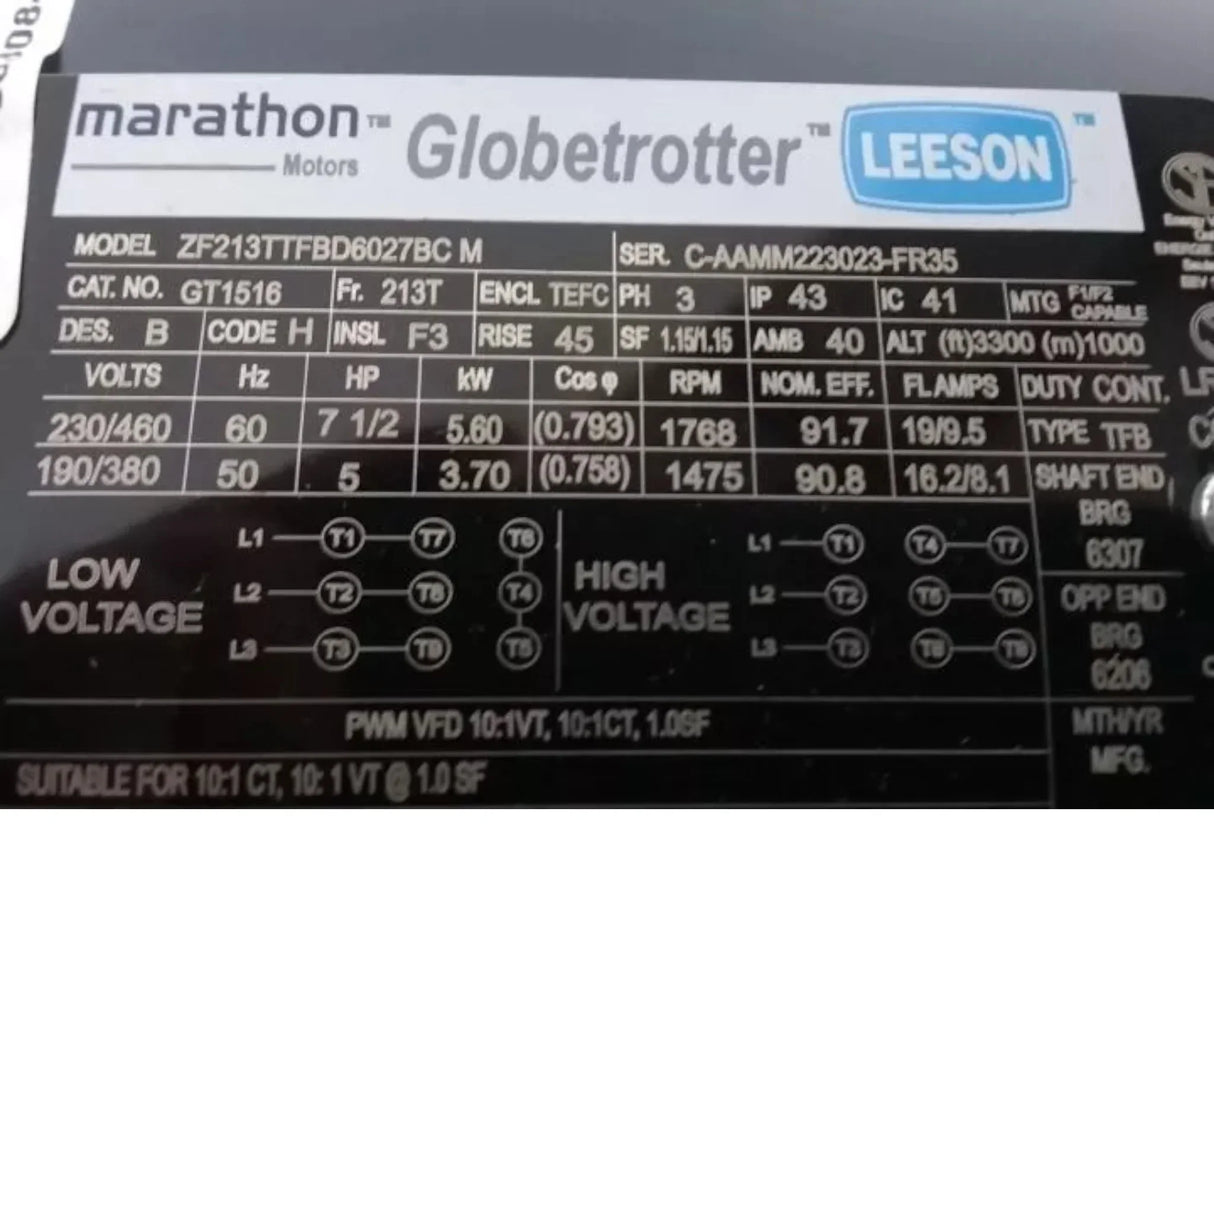 marathon™ Motors Globetrotter™ LEESON™
MODEL ZF213TTFBD6027BC M SER. C-AAMM223023-FR35
CAT. NO. GT1516 Fr. 213T ENCL TEFC PH 3 IP 43 IC 41 MTG F1/F2 CAPABLE
DES. B CODE H INSL F3 RISE 45 SF 1.15/1.15 AMB 40 ALT (ft)3300 (m)1000
VOLTS Hz HP kW Cos φ RPM NOM. EFF. FL AMPS DUTY CONT.
230/460 60 7 1/2 5.60 (0.793) 1768 91.7 19/9.5 TYPE TFB
190/380 50 5 3.70 (0.758) 1475 90.8 16.2/8.1 SHAFT END
BRG
6307
OPP END
BRG
6206
MTH/YR
MFG.
LOW
VOLTAGE
L1 T1 T7 T6
L2 T2 T8 T4
L3 T3 T9 T5
HIGH
VOLTAGE
L1 T1 T4 T7
L2 T2 T5 T8
L3 T3 T6 T9
PWM VFD 10:1VT, 10:1CT, 1.0SF
SUITABLE FOR 10:1 CT, 10: 1 VT @ 1.0 SF